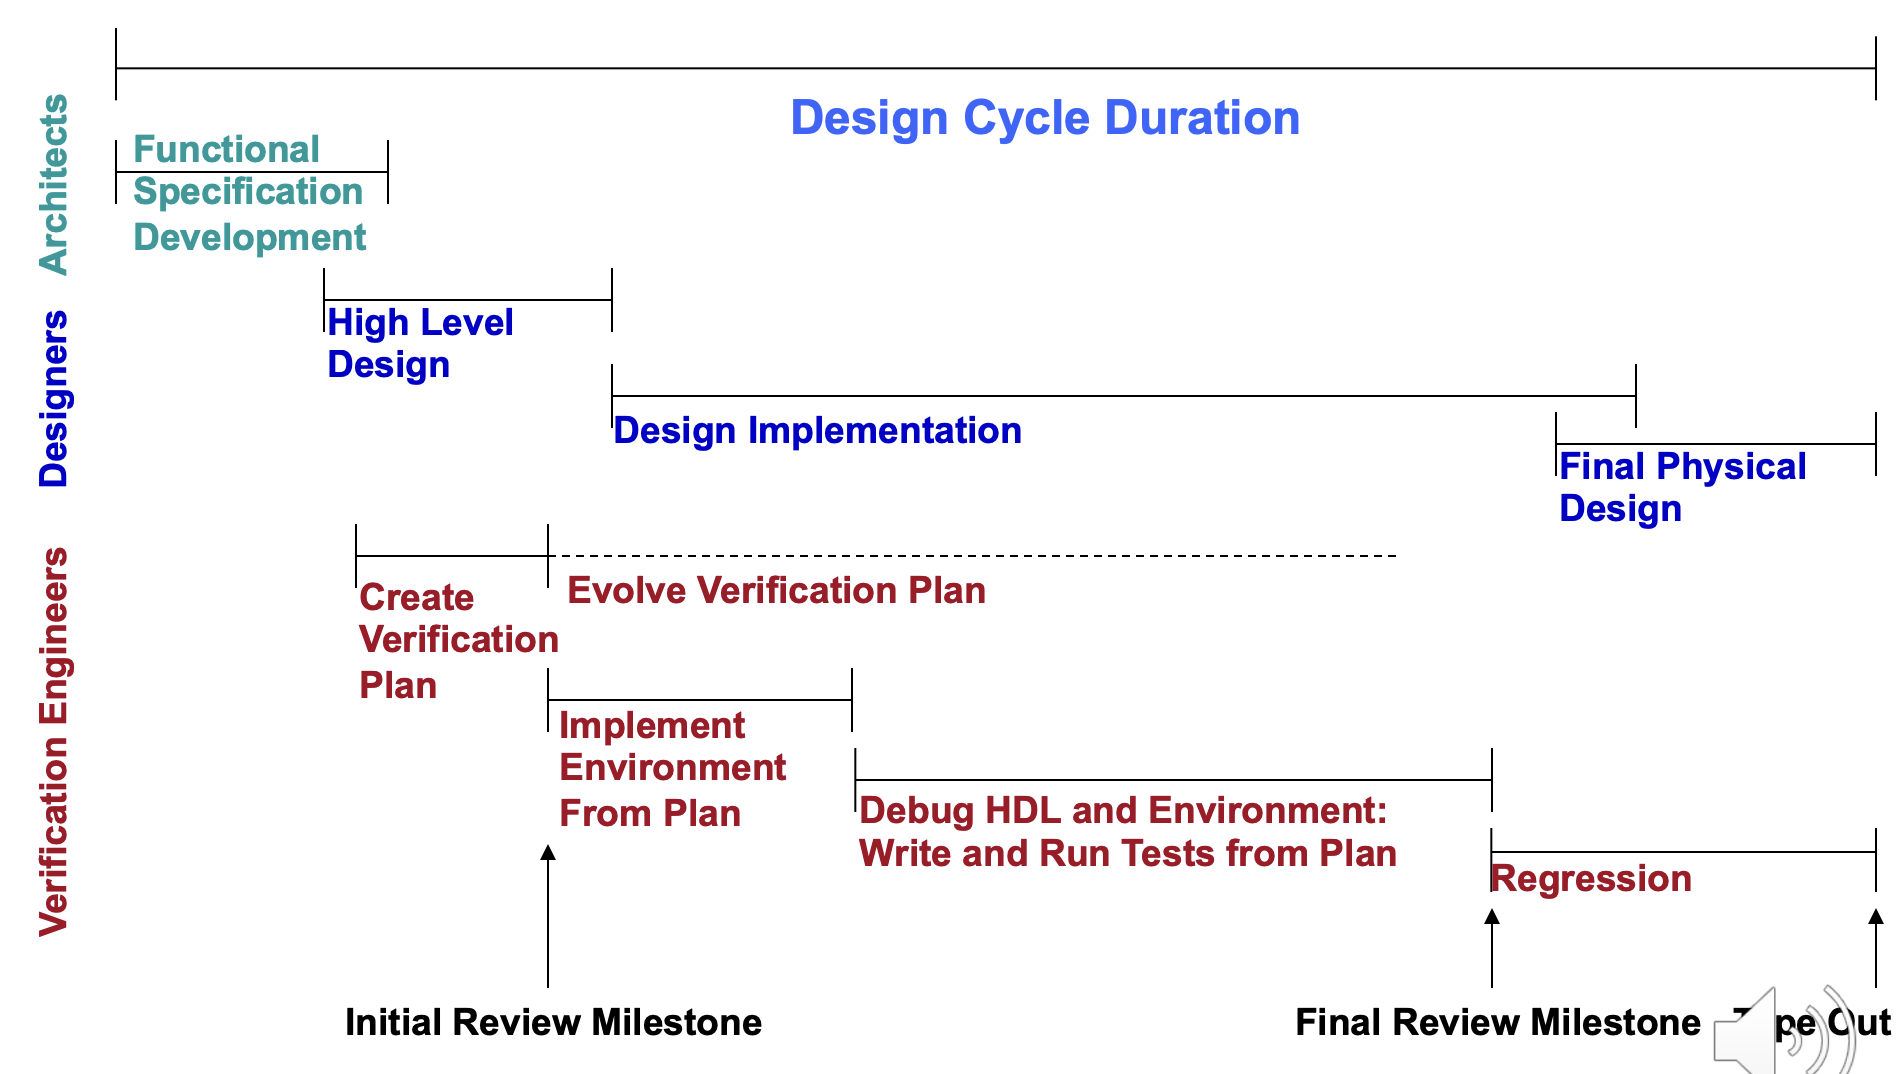 Design Cycle Duration
Architects
Functional
Specification
Development
Designers
High Level
Design
Design Implementation
Final Physical
Design
Verification Engineers
Create
Verification
Plan
Evolve Verification Plan
Implement
Environment
From Plan
Debug HDL and Environment:
Write and Run Tests from Plan
Regression
Initial Review Milestone
Final Review Milestone
Tape Out